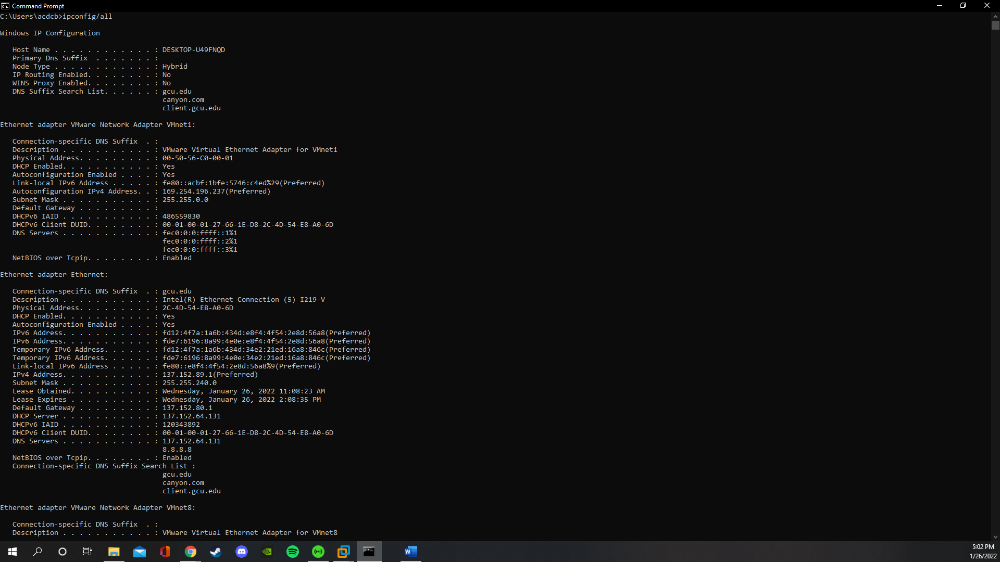 Command Prompt
C:\Users\acdcb>ipconfig/all
Windows IP Configuration
   Host Name . . . . . . . . . . . . : DESKTOP-U49FNQD
   Primary Dns Suffix  . . . . . . . :
   Node Type . . . . . . . . . . . . : Hybrid
   IP Routing Enabled. . . . . . . . : No
   WINS Proxy Enabled. . . . . . . . : No
   DNS Suffix Search List. . . . . . : gcu.edu
                                       canyon.com
                                       client.gcu.edu
Ethernet adapter VMware Network Adapter VMnet1:
   Connection-specific DNS Suffix  . :
   Description . . . . . . . . . . . : VMware Virtual Ethernet Adapter for VMnet1
   Physical Address. . . . . . . . . : 00-50-56-C0-00-01
   DHCP Enabled. . . . . . . . . . . : Yes
   Autoconfiguration Enabled . . . . : Yes
   Link-local IPv6 Address . . . . . : fe80::acbf:1bfe:5746:c4ed%29(Preferred)
   Autoconfiguration IPv4 Address. . : 169.254.196.237(Preferred)
   Subnet Mask . . . . . . . . . . . : 255.255.0.0
   Default Gateway . . . . . . . . . :
   DHCPv6 IAID . . . . . . . . . . . : 486559830
   DHCPv6 Client DUID. . . . . . . . : 00-01-00-01-27-66-1E-D8-2C-4D-54-E8-A0-6D
   DNS Servers . . . . . . . . . . . : fec0:0:0:ffff::1%1
                                       fec0:0:0:ffff::2%1
                                       fec0:0:0:ffff::3%1
   NetBIOS over Tcpip. . . . . . . . : Enabled
Ethernet adapter Ethernet:
   Connection-specific DNS Suffix  . : gcu.edu
   Description . . . . . . . . . . . : Intel(R) Ethernet Connection (5) I219-V
   Physical Address. . . . . . . . . : 2C-4D-54-E8-A0-6D
   DHCP Enabled. . . . . . . . . . . : Yes
   Autoconfiguration Enabled . . . . : Yes
   IPv6 Address. . . . . . . . . . . : fd12:4f7a:1a6b:434d:e8f4:4f54:2e8d:56a8(Preferred)
   IPv6 Address. . . . . . . . . . . : fde7:6196:8a99:4e0e:e8f4:4f54:2e8d:56a8(Preferred)
   Temporary IPv6 Address. . . . . . : fd12:4f7a:1a6b:434d:34e2:21ed:16a8:846c(Preferred)
   Temporary IPv6 Address. . . . . . : fde7:6196:8a99:4e0e:34e2:21ed:16a8:846c(Preferred)
   Link-local IPv6 Address . . . . . : fe80::e8f4:4f54:2e8d:56a8%9(Preferred)
   IPv4 Address. . . . . . . . . . . : 137.152.89.1(Preferred)
   Subnet Mask . . . . . . . . . . . : 255.255.240.0
   Lease Obtained. . . . . . . . . . : Wednesday, January 26, 2022 11:08:23 AM
   Lease Expires . . . . . . . . . . : Wednesday, January 26, 2022 2:08:35 PM
   Default Gateway . . . . . . . . . : 137.152.80.1
   DHCP Server . . . . . . . . . . . : 137.152.64.131
   DHCPv6 IAID . . . . . . . . . . . : 120343892
   DHCPv6 Client DUID. . . . . . . . : 00-01-00-01-27-66-1E-D8-2C-4D-54-E8-A0-6D
   DNS Servers . . . . . . . . . . . : 137.152.64.131
                                       8.8.8.8
   NetBIOS over Tcpip. . . . . . . . : Enabled
   Connection-specific DNS Suffix Search List :
                                       gcu.edu
                                       canyon.com
                                       client.gcu.edu
Ethernet adapter VMware Network Adapter VMnet8:
   Connection-specific DNS Suffix  . :
   Description . . . . . . . . . . . : VMware Virtual Ethernet Adapter for VMnet8
5:02 PM
1/26/2022